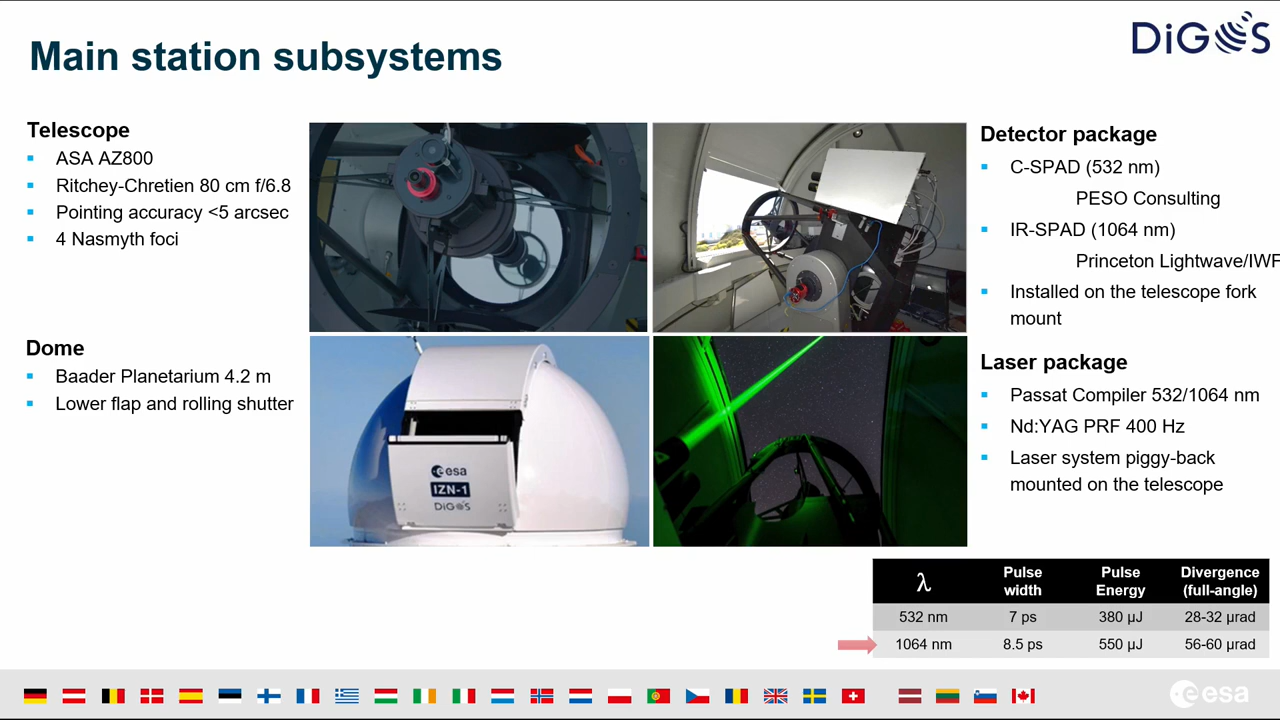 Main station subsystems
DiGOS
Telescope
ASA AZ800
Ritchey-Chretien 80 cm f/6.8
Pointing accuracy <5 arcsec
4 Nasmyth foci
Dome
Baader Planetarium 4.2 m
Lower flap and rolling shutter
esa
IZN-1
DiGOS
Detector package
C-SPAD (532 nm)
PESO Consulting
IR-SPAD (1064 nm)
Princeton Lightwave/IWF
Installed on the telescope fork
mount
Laser package
Passat Compiler 532/1064 nm
Nd:YAG PRF 400 Hz
Laser system piggy-back
mounted on the telescope
λ Pulse width Pulse Energy Divergence (full-angle)
532 nm 7 ps 380 µJ 28-32 µrad
1064 nm 8.5 ps 550 µJ 56-60 µrad
esa